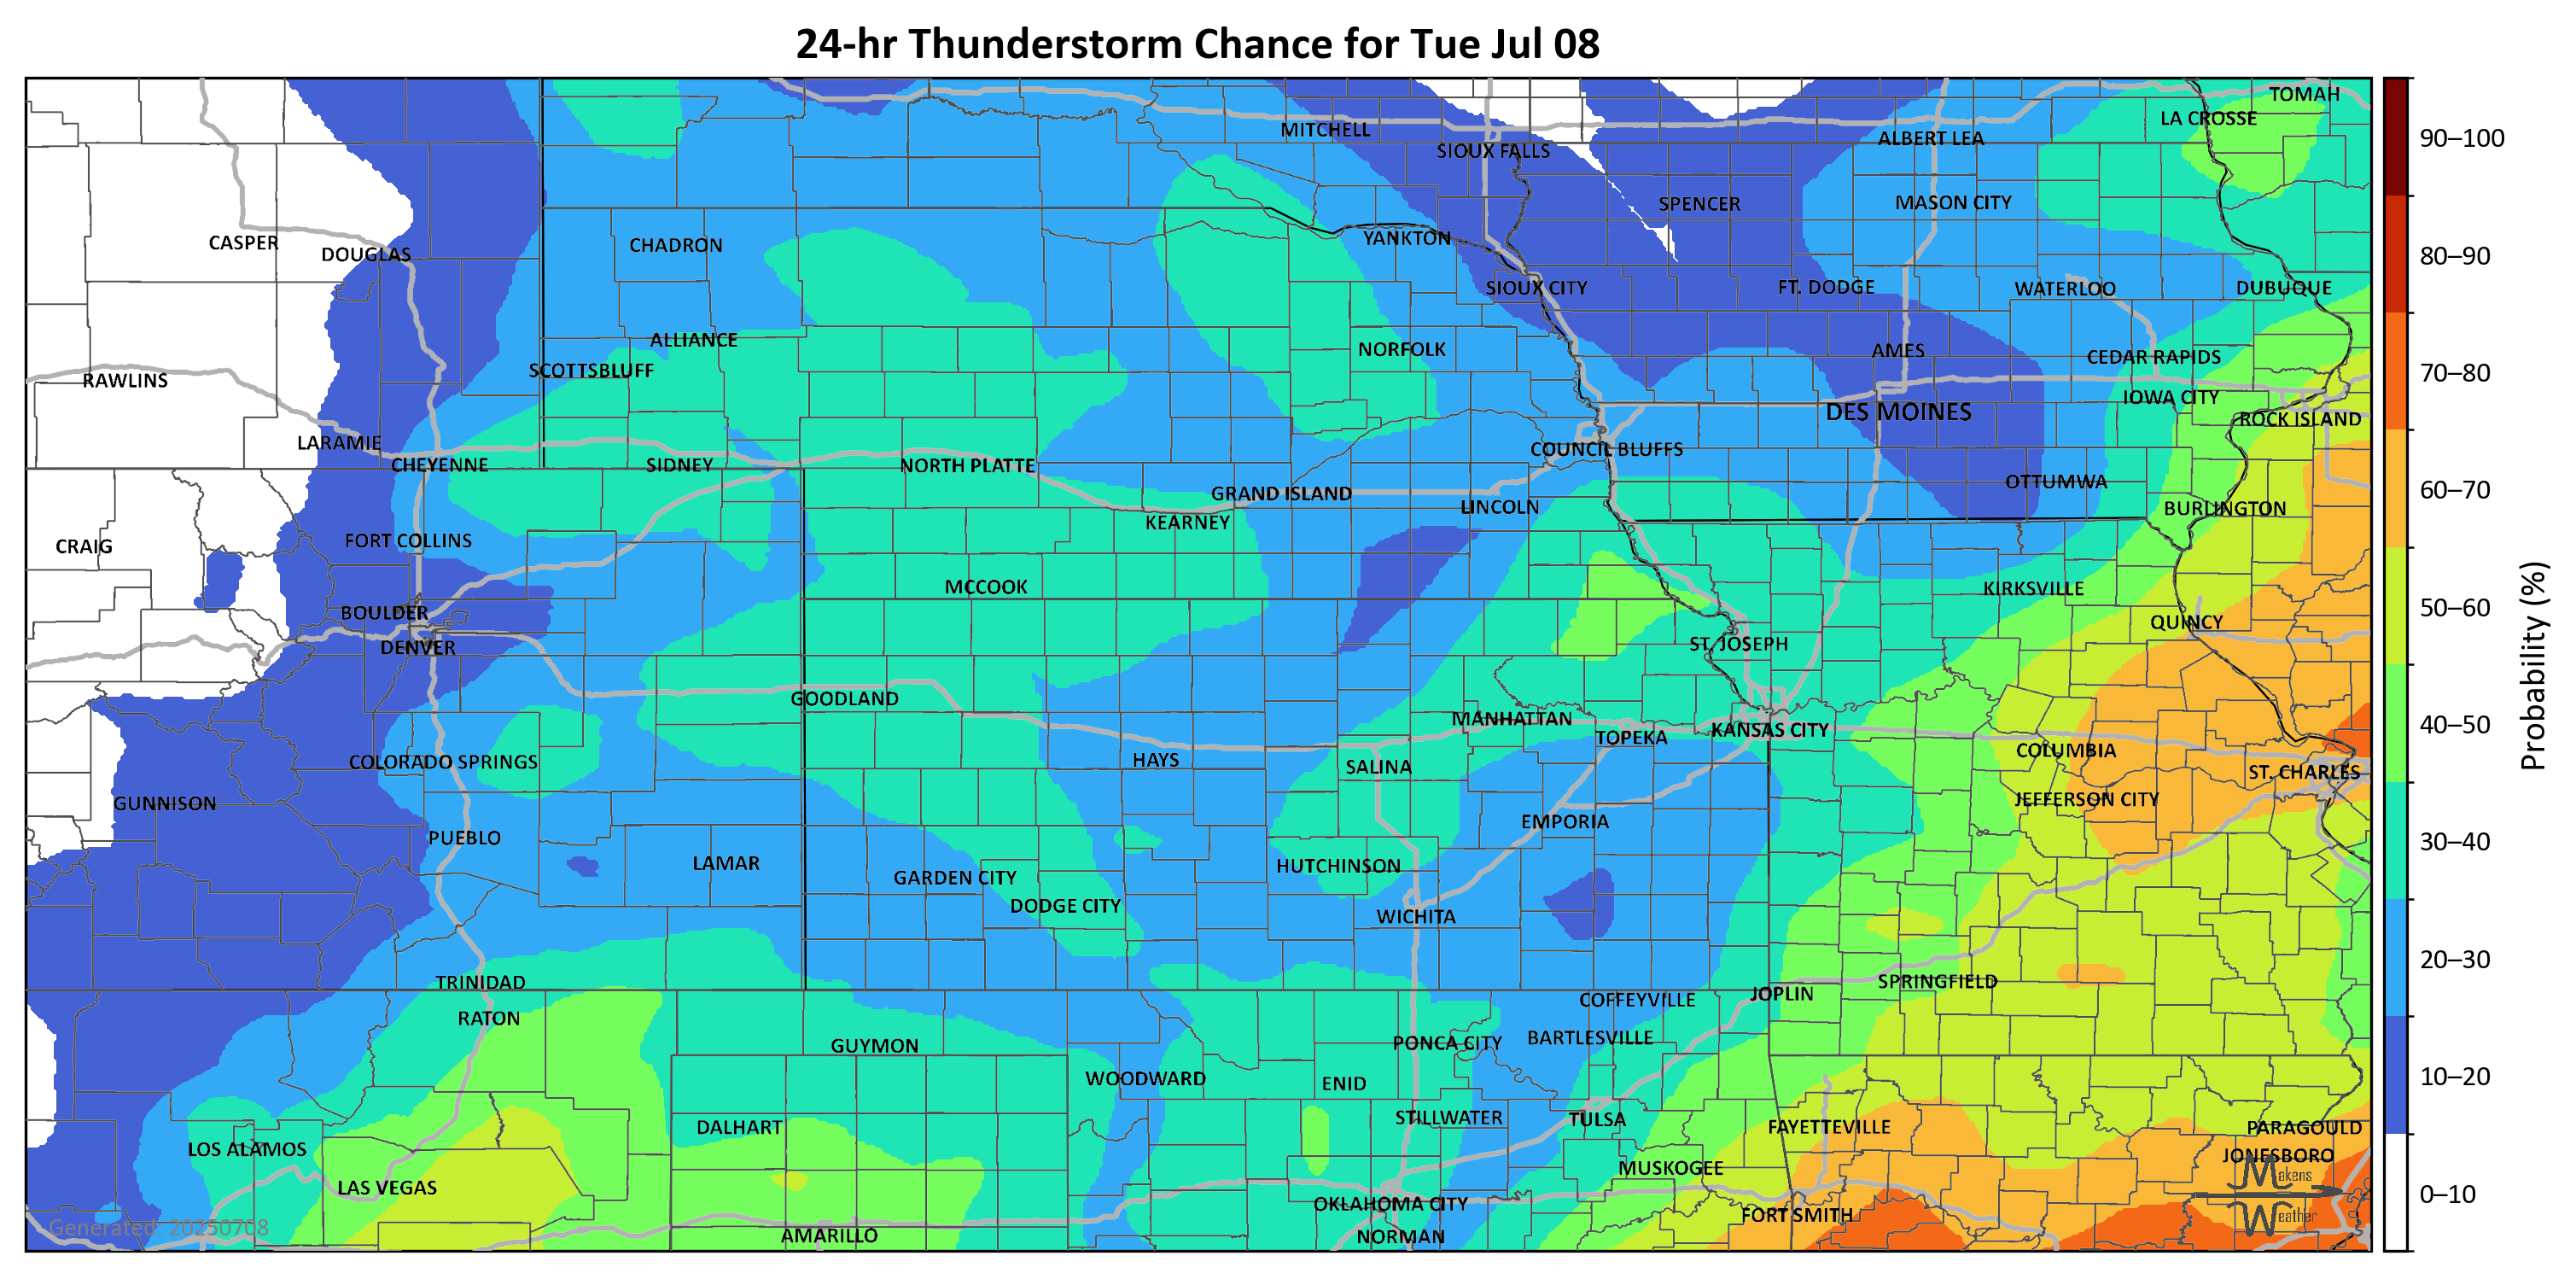 24-hr Thunderstorm Chance for Tue Jul 08
TOMAH
LA CROSSE
MITCHELL
ALBERT LEA
SIOUX FALLS
SPENCER
MASON CITY
CASPER
DOUGLAS
CHADRON
YANKTON
SIOUX CITY
FT. DODGE
WATERLOO
DUBUQUE
ALLIANCE
NORFOLK
AMES
CEDAR RAPIDS
RAWLINS
SCOTTSBLUFF
IOWA CITY
DES MOINES
ROCK ISLAND
LARAMIE
COUNCIL BLUFFS
CHEYENNE
SIDNEY
NORTH PLATTE
OTTUMWA
GRAND ISLAND
LINCOLN
BURLINGTON
KEARNEY
CRAIG
FORT COLLINS
MCCOOK
KIRKSVILLE
BOULDER
QUINCY
DENVER
ST. JOSEPH
GOODLAND
MANHATTAN
KANSAS CITY
TOPEKA
COLUMBIA
COLORADO SPRINGS
HAYS
SALINA
ST. CHARLES
GUNNISON
JEFFERSON CITY
EMPORIA
PUEBLO
LAMAR
HUTCHINSON
GARDEN CITY
DODGE CITY
WICHITA
TRINIDAD
SPRINGFIELD
JOPLIN
COFFEYVILLE
RATON
BARTLESVILLE
GUYMON
PONCA CITY
WOODWARD
ENID
STILLWATER
TULSA
DALHART
FAYETTEVILLE
PARAGOULD
LOS ALAMOS
JONESBORO
MUSKOGEE
LAS VEGAS
OKLAHOMA CITY
FORT SMITH
AMARILLO
NORMAN
Generated: 20250708
Makens
Weather
90–100
80–90
70–80
60–70
50–60
40–50
30–40
20–30
10–20
0–10
Probability (%)